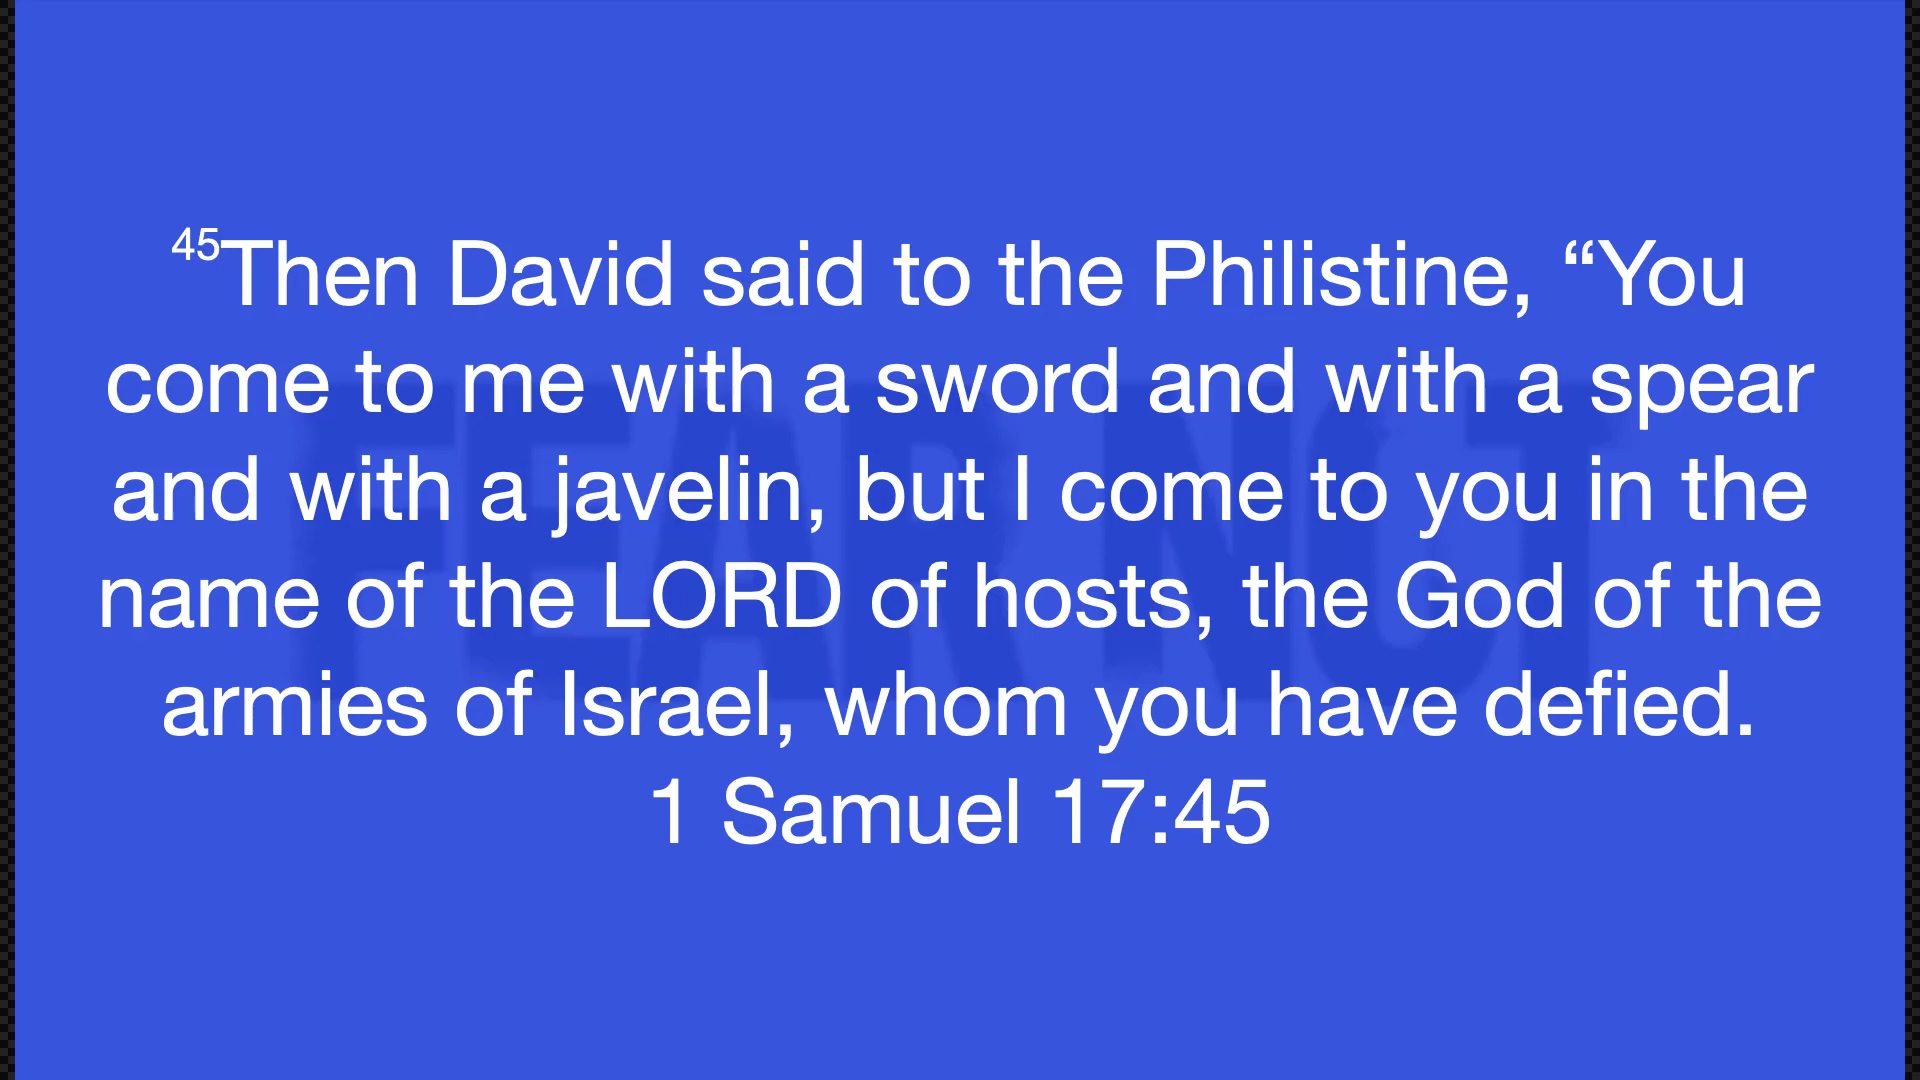 45Then David said to the Philistine, “You
come to me with a sword and with a spear
and with a javelin, but I come to you in the
name of the LORD of hosts, the God of the
armies of Israel, whom you have defied.
1 Samuel 17:45
FEAR NOT